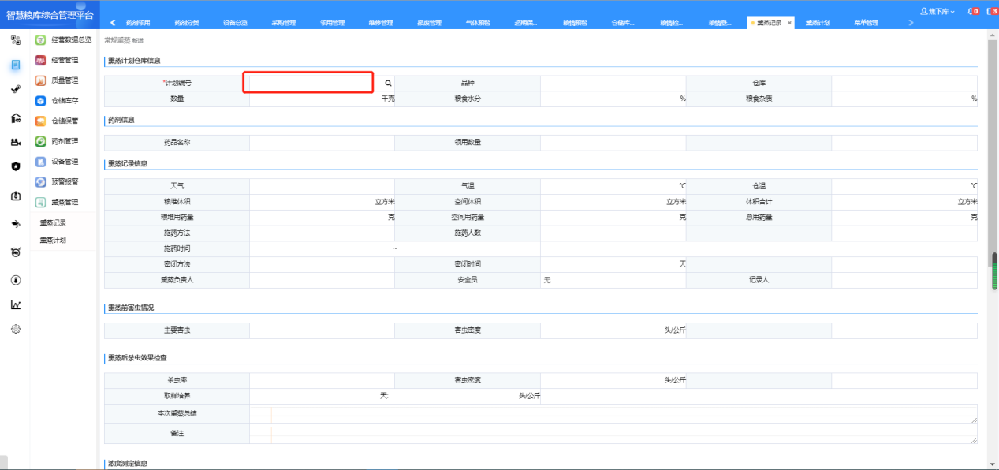 智慧粮库综合管理平台
焦下库
0
3
药剂领用 药剂分类 设备总览 采购管理 领用管理 维修管理 报废管理 气体预警 超期保... 粮情预警 仓储库... 粮情检... 粮情登... 熏蒸记录 × 熏蒸计划 菜单管理
经营数据总览
经营管理
质量管理
仓储库存
仓储保管
药剂管理
设备管理
预警报警
熏蒸管理
熏蒸记录
熏蒸计划
常规熏蒸 新增
熏蒸计划仓库信息
*计划编号 品种 仓库
数量 千克 粮食水分 % 粮食杂质 %
药剂信息
药品名称 领用数量
熏蒸记录信息
天气 气温 ℃ 仓温 ℃
粮堆体积 立方米 空间体积 立方米 体积合计 立方米
粮堆用药量 克 空间用药量 克 总用药量 克
施药方法 施药人数
施药时间 ~
密闭方法 密闭时间 天
熏蒸负责人 安全员 无 记录人
熏蒸前害虫情况
主要害虫 害虫密度 头/公斤
熏蒸后杀虫效果检查
杀虫率 害虫密度 头/公斤
取样培养 天 头/公斤
本次熏蒸总结
备注
浓度测定信息